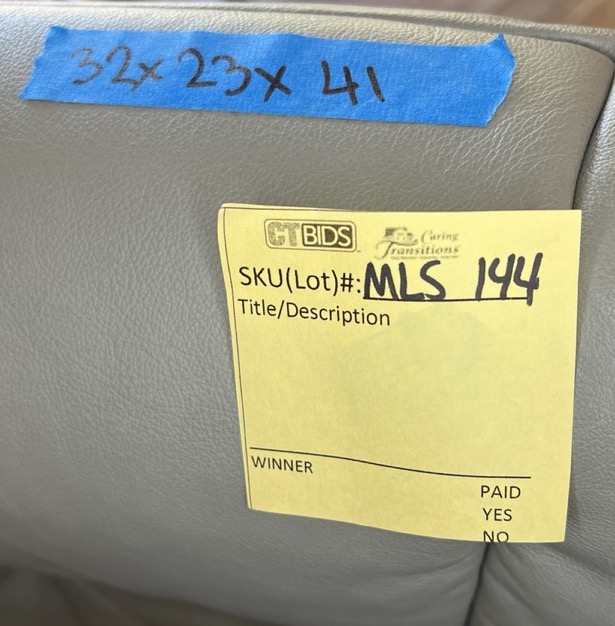 32x23x41
CTBIDS
Caring
Transitions
SKU(Lot)#: MLS 144
Title/Description
WINNER
PAID
YES
NO